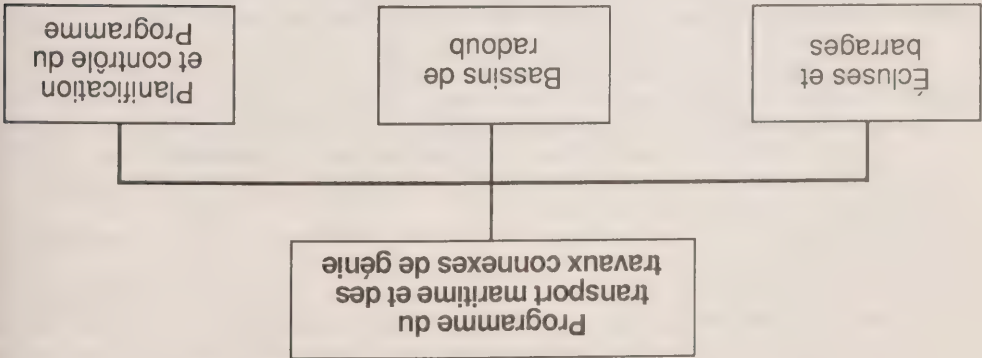 Programme du
transport maritime et des
travaux connexes de génie
Écluses et
barrages
Bassins de
radoub
Planification
et contrôle du
Programme